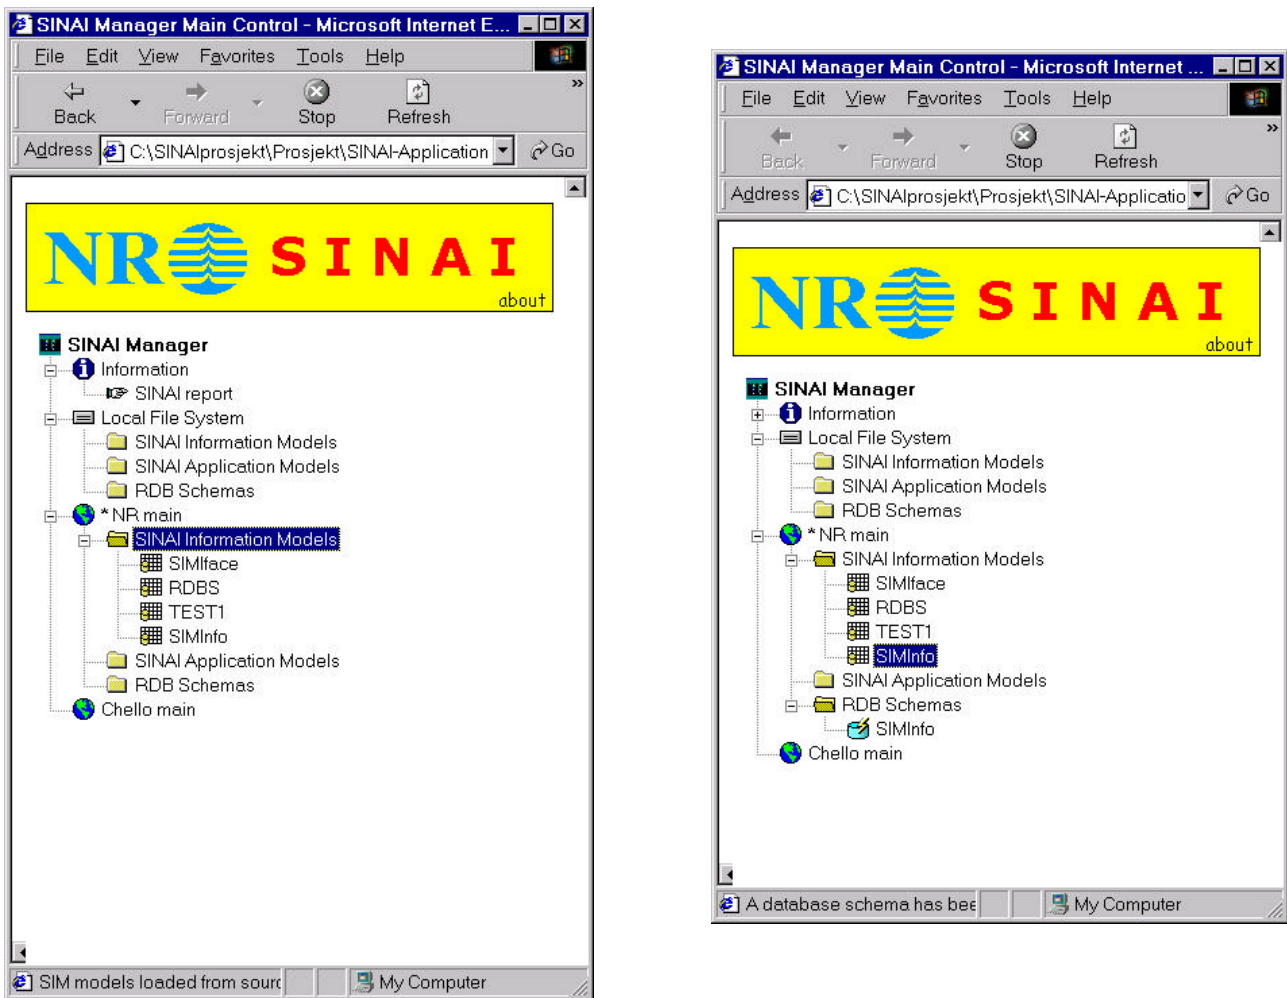 SINAI Manager Main Control - Microsoft Internet E...
File Edit View Favorites Tools Help
Back Forward Stop Refresh »
Address C:\SINAIprosjekt\Prosjekt\SINAI-Application Go
NR SINAI
about
SINAI Manager
Information
SINAI report
Local File System
SINAI Information Models
SINAI Application Models
RDB Schemas
* NR main
SINAI Information Models
SIMIface
RDBS
TEST1
SIMInfo
SINAI Application Models
RDB Schemas
Chello main
SIM models loaded from sourc My Computer
SINAI Manager Main Control - Microsoft Internet ...
File Edit View Favorites Tools Help
Back Forward Stop Refresh »
Address C:\SINAIprosjekt\Prosjekt\SINAI-Applicatio Go
NR SINAI
about
SINAI Manager
Information
Local File System
SINAI Information Models
SINAI Application Models
RDB Schemas
* NR main
SINAI Information Models
SIMIface
RDBS
TEST1
SIMInfo
SINAI Application Models
RDB Schemas
SIMInfo
Chello main
A database schema has bee My Computer